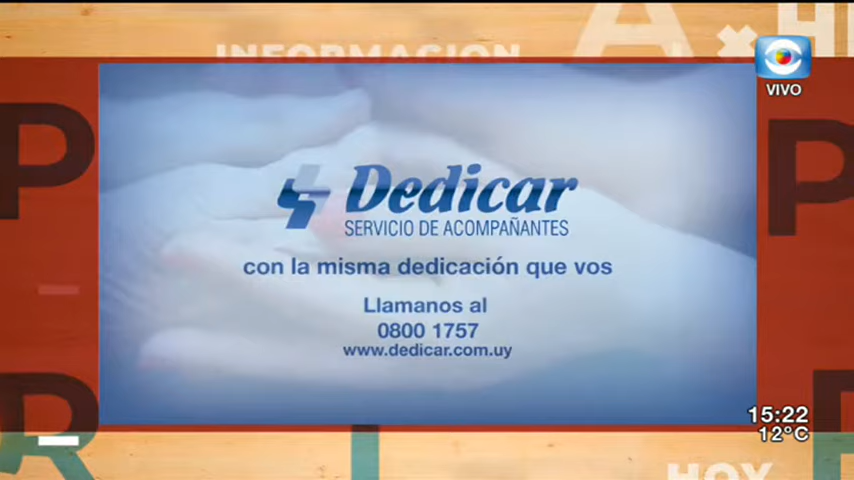 INFORMACION
A
H
VIVO
P
P
Dedicar
SERVICIO DE ACOMPAÑANTES
con la misma dedicación que vos
Llamanos al
0800 1757
www.dedicar.com.uy
15:22
12°C
R
P
HOY